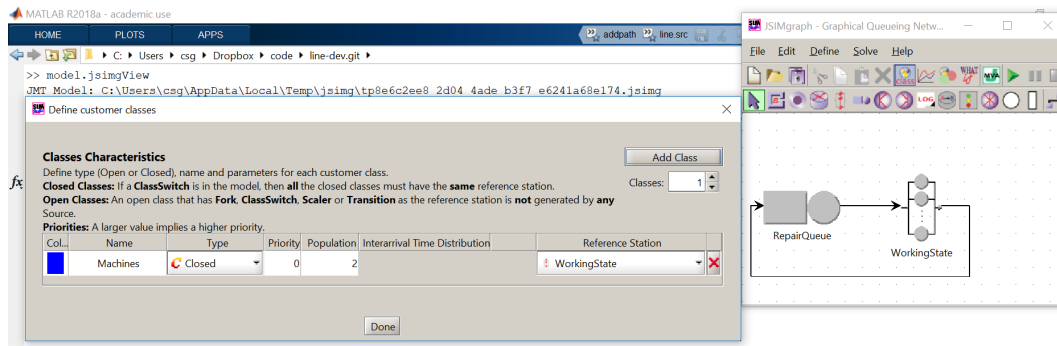 MATLAB R2018a - academic use
HOME PLOTS APPS
addpath line.src
C: Users csg Dropbox code line-dev.git
>> model.jsimgView
JMT Model: C:\Users\csg\AppData\Local\Temp\jsimg\tp8e6c2ee8_2d04_4ade_b3f7_e6241a68e174.jsimg
fx
Define customer classes
Classes Characteristics
Add Class
Define type (Open or Closed), name and parameters for each customer class.
Closed Classes: If a ClassSwitch is in the model, then all the closed classes must have the same reference station.
Classes: 1
Open Classes: An open class that has Fork, ClassSwitch, Scaler or Transition as the reference station is not generated by any
Source.
Priorities: A larger value implies a higher priority.
Col... Name Type Priority Population Interarrival Time Distribution Reference Station
Machines Closed 0 2 WorkingState
Done
JSIMgraph - Graphical Queueing Netw...
File Edit Define Solve Help
CLASS WHAT IF MVA
LOG
RepairQueue
WorkingState